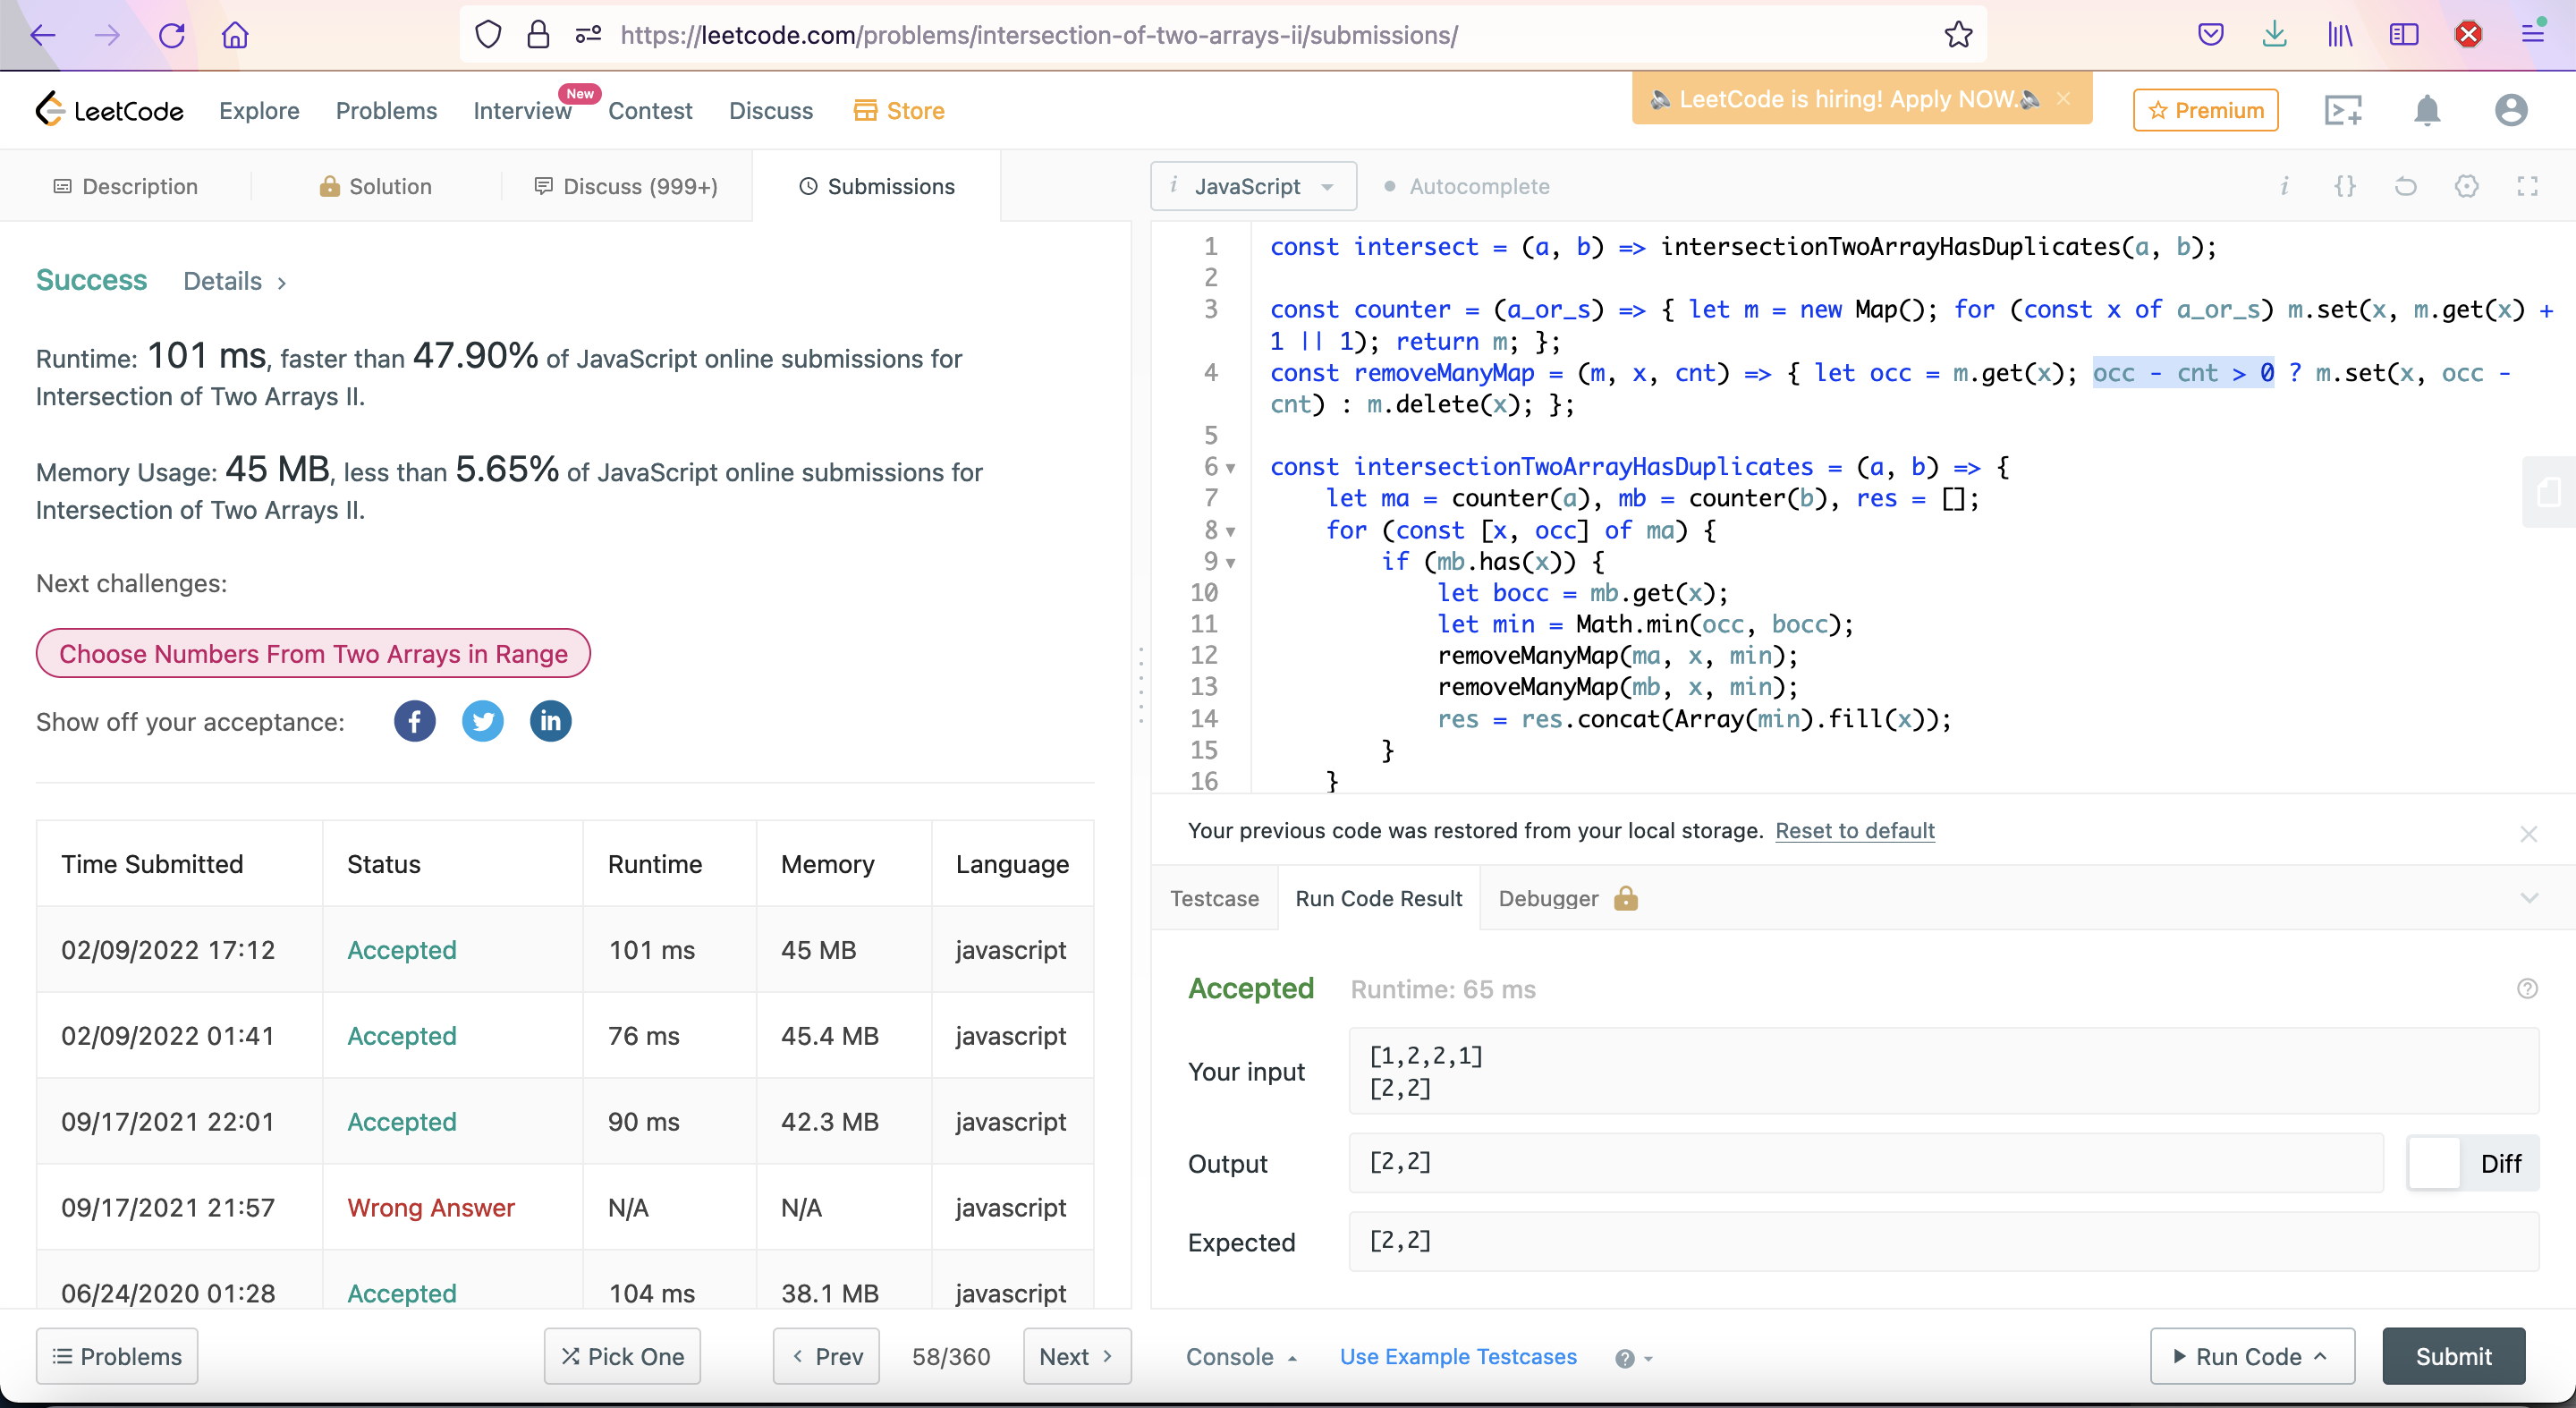 https://leetcode.com/problems/intersection-of-two-arrays-ii/submissions/
LeetCode Explore Problems Interview New Contest Discuss Store LeetCode is hiring! Apply NOW. Premium
Description Solution Discuss (999+) Submissions
i JavaScript Autocomplete i {}
Success Details >
Runtime: 101 ms, faster than 47.90% of JavaScript online submissions for
Intersection of Two Arrays II.
Memory Usage: 45 MB, less than 5.65% of JavaScript online submissions for
Intersection of Two Arrays II.
Next challenges:
Choose Numbers From Two Arrays in Range
Show off your acceptance: f in
Time Submitted Status Runtime Memory Language
02/09/2022 17:12 Accepted 101 ms 45 MB javascript
02/09/2022 01:41 Accepted 76 ms 45.4 MB javascript
09/17/2021 22:01 Accepted 90 ms 42.3 MB javascript
09/17/2021 21:57 Wrong Answer N/A N/A javascript
06/24/2020 01:28 Accepted 104 ms 38.1 MB javascript
Problems Pick One < Prev 58/360 Next >
1 const intersect = (a, b) => intersectionTwoArrayHasDuplicates(a, b);
2
3 const counter = (a_or_s) => { let m = new Map(); for (const x of a_or_s) m.set(x, m.get(x) +
1 || 1); return m; };
4 const removeManyMap = (m, x, cnt) => { let occ = m.get(x); occ - cnt > 0 ? m.set(x, occ -
cnt) : m.delete(x); };
5
6 const intersectionTwoArrayHasDuplicates = (a, b) => {
7 let ma = counter(a), mb = counter(b), res = [];
8 for (const [x, occ] of ma) {
9 if (mb.has(x)) {
10 let bocc = mb.get(x);
11 let min = Math.min(occ, bocc);
12 removeManyMap(ma, x, min);
13 removeManyMap(mb, x, min);
14 res = res.concat(Array(min).fill(x));
15 }
16 }
Your previous code was restored from your local storage. Reset to default
Testcase Run Code Result Debugger
Accepted Runtime: 65 ms ?
Your input
[1,2,2,1]
[2,2]
Output [2,2] Diff
Expected [2,2]
Console Use Example Testcases ? Run Code Submit